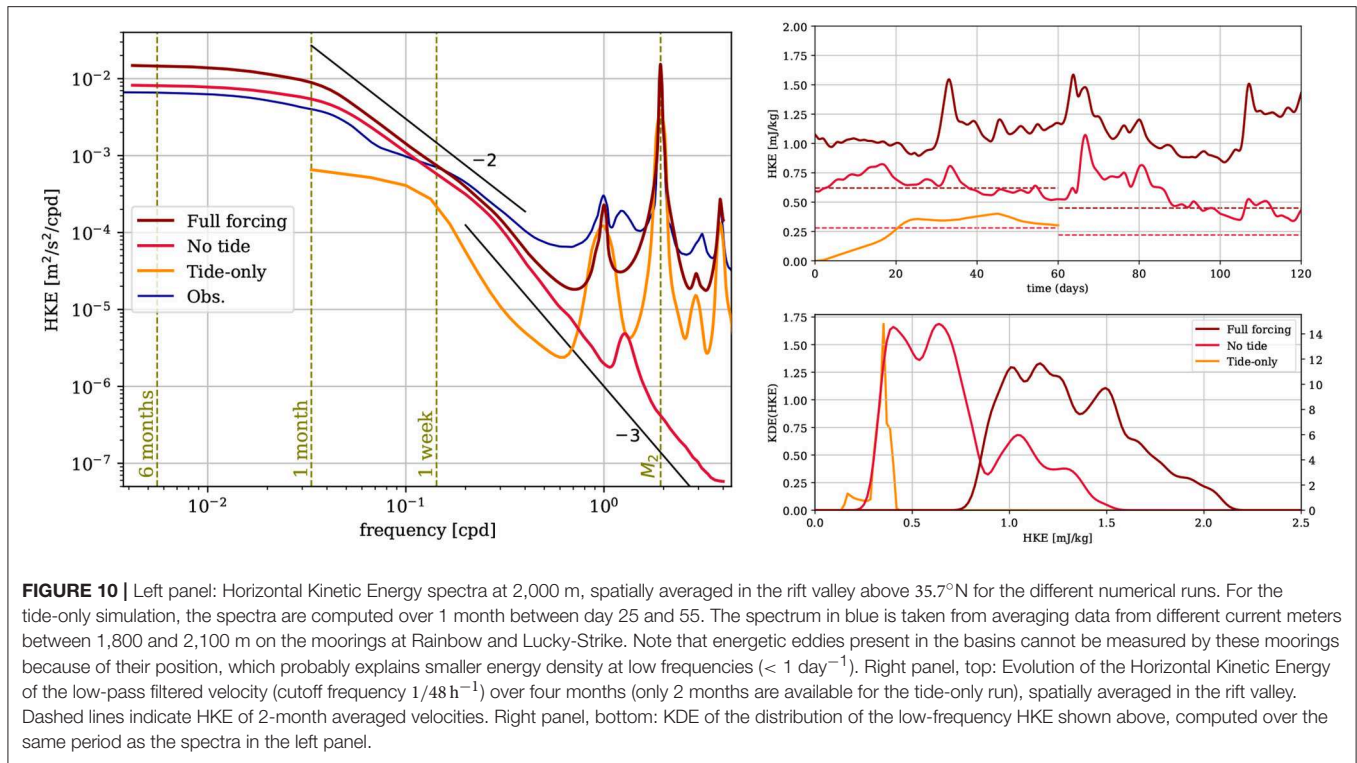 HKE [m²/s²/cpd]
10⁻²
10⁻³
10⁻⁴
10⁻⁵
10⁻⁶
10⁻⁷
Full forcing
No tide
Tide-only
Obs.
−2
−3
6 months
1 month
1 week
M₂
10⁻²
10⁻¹
10⁰
frequency [cpd]
HKE [mJ/kg]
2.00
1.75
1.50
1.25
1.00
0.75
0.50
0.25
0.00
0
20
40
60
80
100
120
time (days)
KDE(HKE)
1.75
1.50
1.25
1.00
0.75
0.50
0.25
0.00
Full forcing
No tide
Tide-only
14
12
10
8
6
4
2
0
0.0
0.5
1.0
1.5
2.0
2.5
HKE [mJ/kg]
FIGURE 10 | Left panel: Horizontal Kinetic Energy spectra at 2,000 m, spatially averaged in the rift valley above 35.7°N for the different numerical runs. For the
tide-only simulation, the spectra are computed over 1 month between day 25 and 55. The spectrum in blue is taken from averaging data from different current meters
between 1,800 and 2,100 m on the moorings at Rainbow and Lucky-Strike. Note that energetic eddies present in the basins cannot be measured by these moorings
because of their position, which probably explains smaller energy density at low frequencies (< 1 day⁻¹). Right panel, top: Evolution of the Horizontal Kinetic Energy
of the low-pass filtered velocity (cutoff frequency 1/48 h⁻¹) over four months (only 2 months are available for the tide-only run), spatially averaged in the rift valley.
Dashed lines indicate HKE of 2-month averaged velocities. Right panel, bottom: KDE of the distribution of the low-frequency HKE shown above, computed over the
same period as the spectra in the left panel.